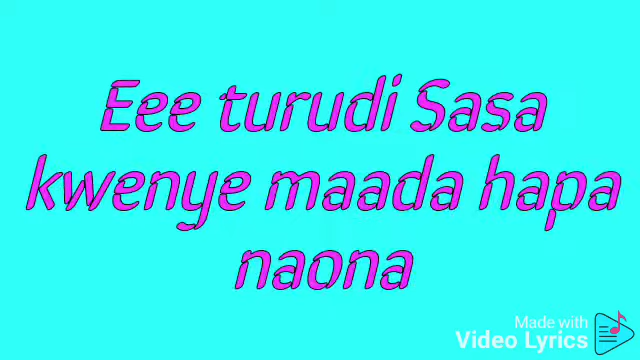 Eee turudi Sasa
kwenye maada hapa
naona
Made with
Video Lyrics